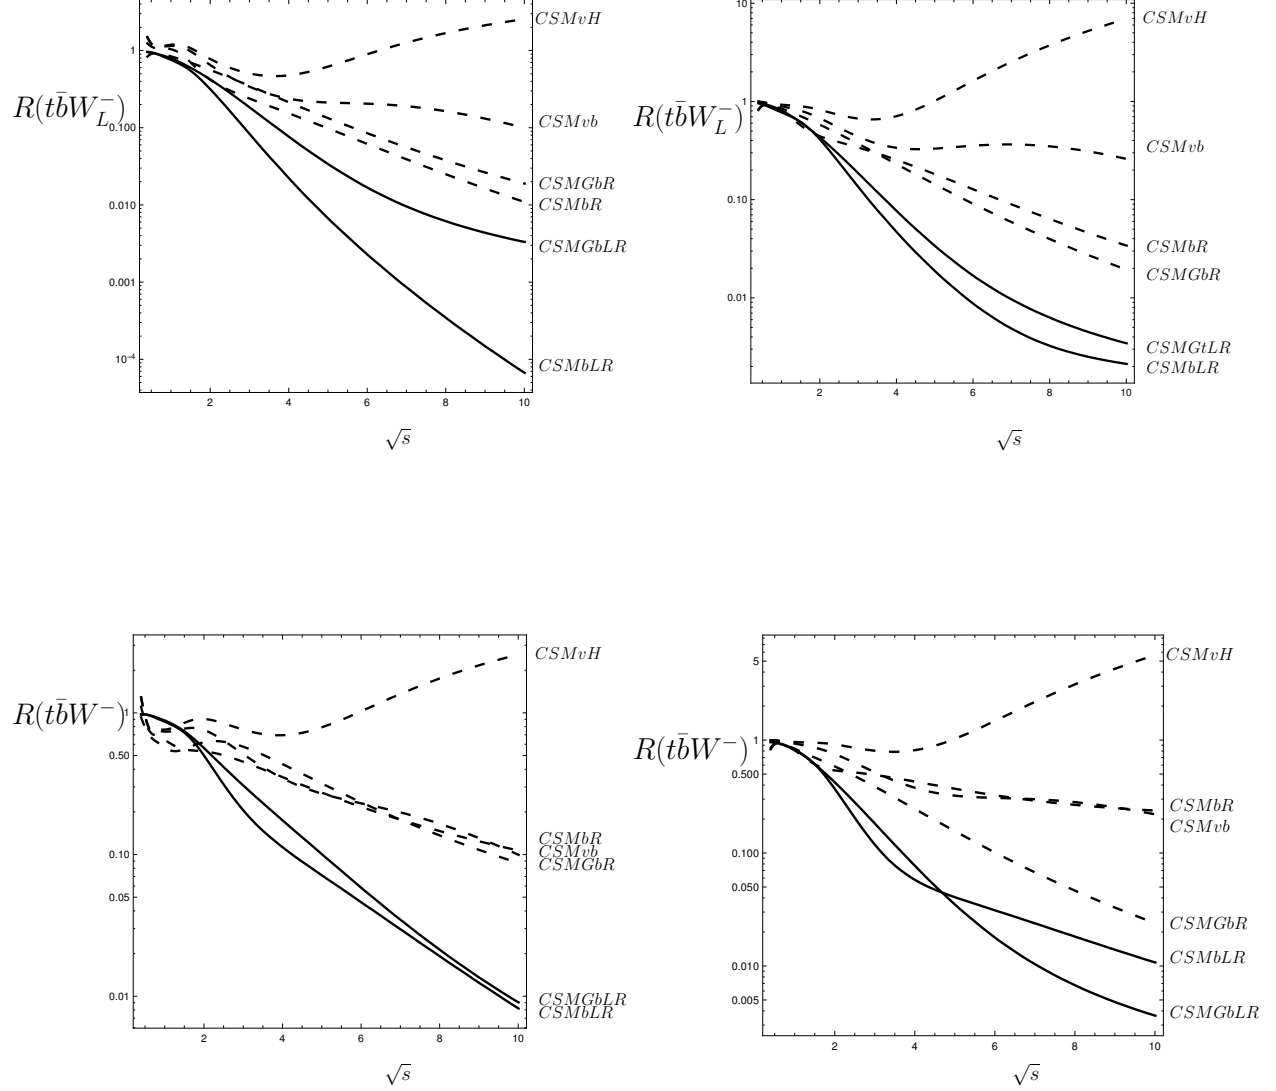 CSMvH
1
R(tb̄W⁻_L)
0.100
CSMvb
CSMGbR
0.010
CSMbR
CSMGbLR
0.001
10⁻⁴
CSMbLR
2 4 6 8 10
√s
10
CSMvH
1
R(tb̄W⁻_L)
CSMvb
0.10
CSMbR
CSMGbR
0.01
CSMGtLR
CSMbLR
2 4 6 8 10
√s
CSMvH
R(tb̄W⁻)
1
0.50
CSMbR
CSMvb
0.10
CSMGbR
0.05
0.01
CSMGbLR
CSMbLR
2 4 6 8 10
√s
5
CSMvH
1
R(tb̄W⁻)
0.500
CSMbR
CSMvb
0.100
0.050
CSMGbR
CSMbLR
0.010
0.005
CSMGbLR
2 4 6 8 10
√s